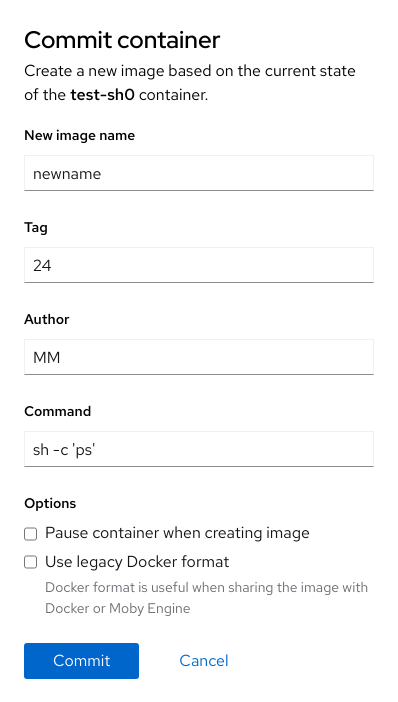 Commit container
Create a new image based on the current state
of the test-sh0 container.
New image name
newname
Tag
24
Author
MM
Command
sh -c 'ps'
Options
Pause container when creating image
Use legacy Docker format
Docker format is useful when sharing the image with
Docker or Moby Engine
Commit
Cancel